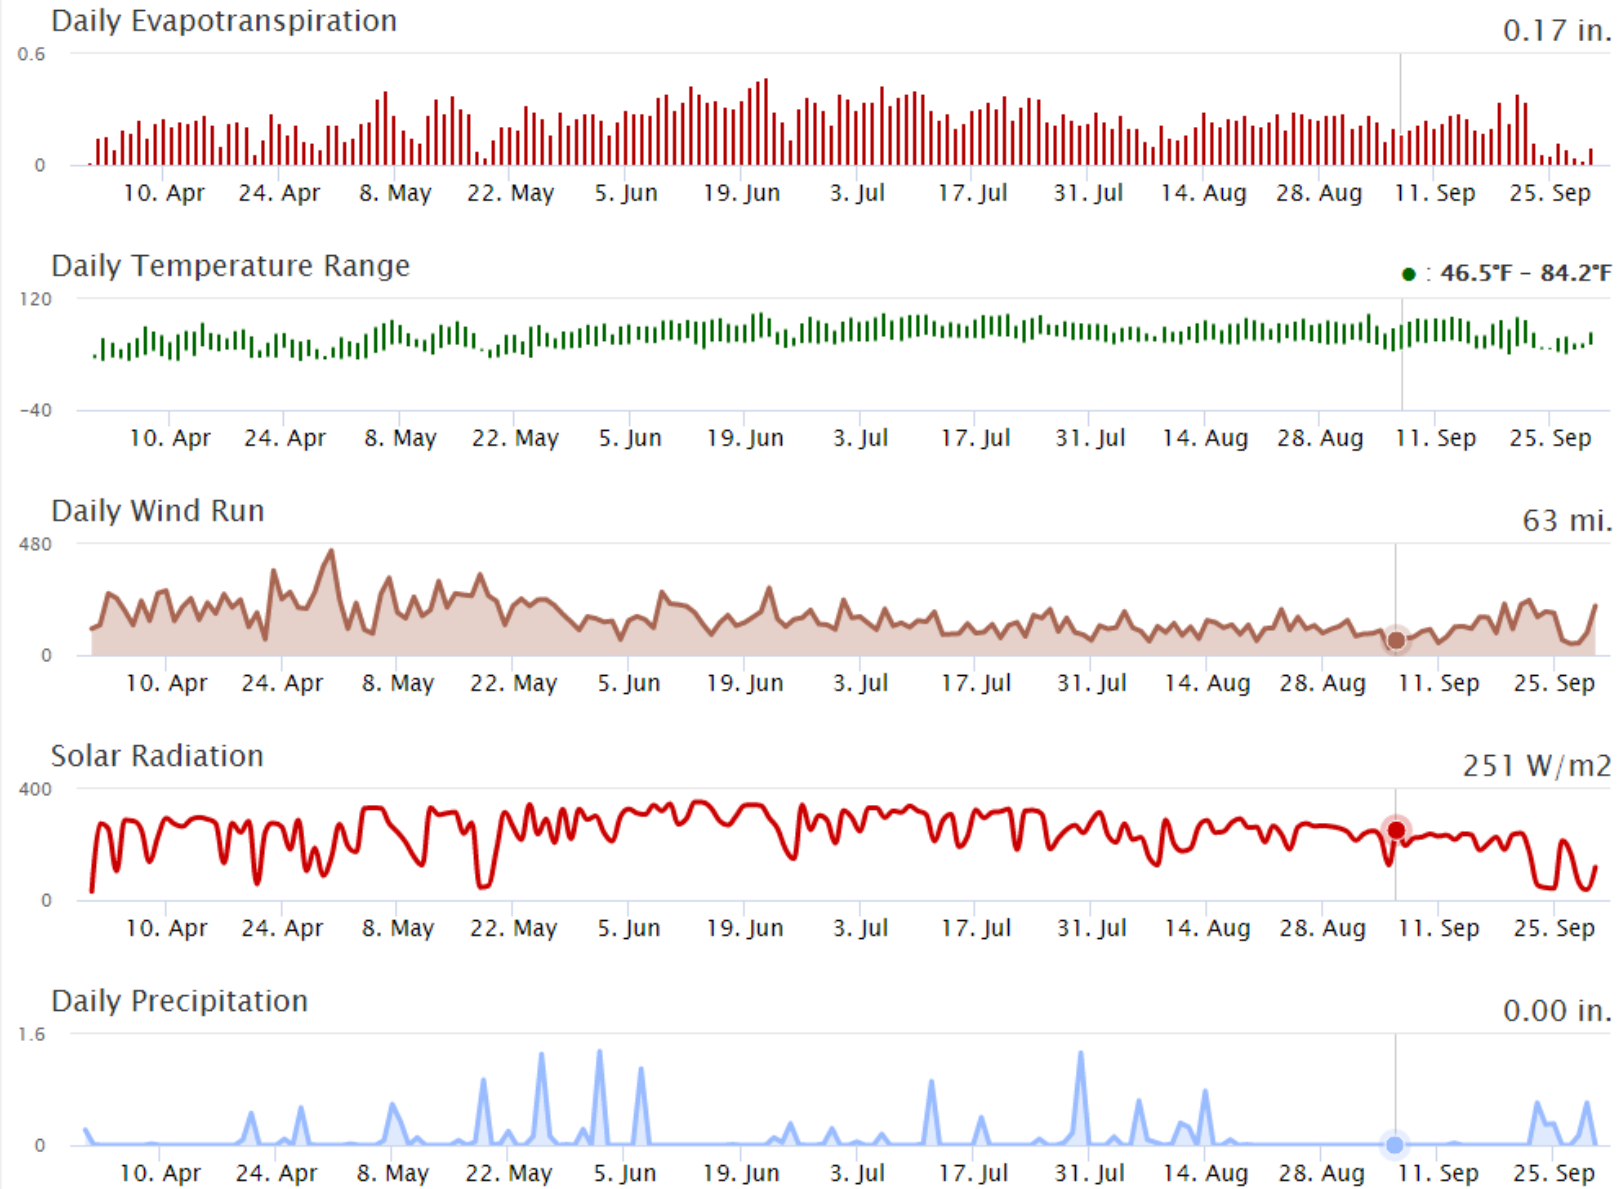 Daily Evapotranspiration
0.17 in.
0.6
0
10. Apr 24. Apr 8. May 22. May 5. Jun 19. Jun 3. Jul 17. Jul 31. Jul 14. Aug 28. Aug 11. Sep 25. Sep
Daily Temperature Range
● : 46.5°F – 84.2°F
120
−40
10. Apr 24. Apr 8. May 22. May 5. Jun 19. Jun 3. Jul 17. Jul 31. Jul 14. Aug 28. Aug 11. Sep 25. Sep
Daily Wind Run
63 mi.
480
0
10. Apr 24. Apr 8. May 22. May 5. Jun 19. Jun 3. Jul 17. Jul 31. Jul 14. Aug 28. Aug 11. Sep 25. Sep
Solar Radiation
251 W/m2
400
0
10. Apr 24. Apr 8. May 22. May 5. Jun 19. Jun 3. Jul 17. Jul 31. Jul 14. Aug 28. Aug 11. Sep 25. Sep
Daily Precipitation
0.00 in.
1.6
0
10. Apr 24. Apr 8. May 22. May 5. Jun 19. Jun 3. Jul 17. Jul 31. Jul 14. Aug 28. Aug 11. Sep 25. Sep